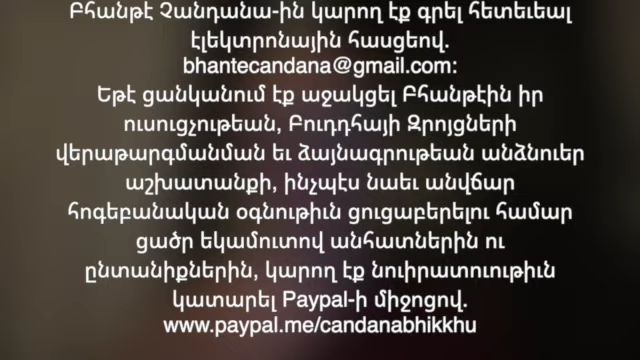 Բհանթէ Չանդանա-ին կարող էք գրել հետեւեալ
էլեկտրոնային հասցեով.
bhantecandana@gmail.com:
Եթէ ցանկանում էք աջակցել Բհանթէին իր
ուսուցչութեան, Բուդդհայի Զրոյցների
վերաթարգմանման եւ ձայնագրութեան անձնուեր
աշխատանքի, ինչպէս նաեւ անվճար
հոգեբանական օգնութիւն ցուցաբերելու համար
ցածր եկամուտով անհատներին ու
ընտանիքներին, կարող էք նուիրատուութիւն
կատարել Paypal-ի միջոցով.
www.paypal.me/candanabhikkhu